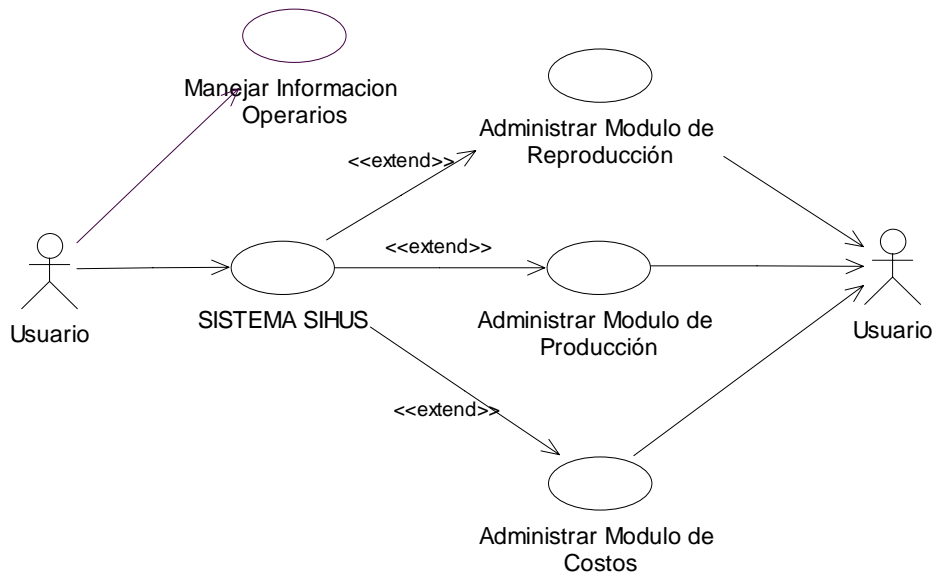 Manejar Informacion
Operarios
Administrar Modulo de
Reproducción
<<extend>>
<<extend>>
Usuario
SISTEMA SIHUS
Administrar Modulo de
Producción
Usuario
<<extend>>
Administrar Modulo de
Costos